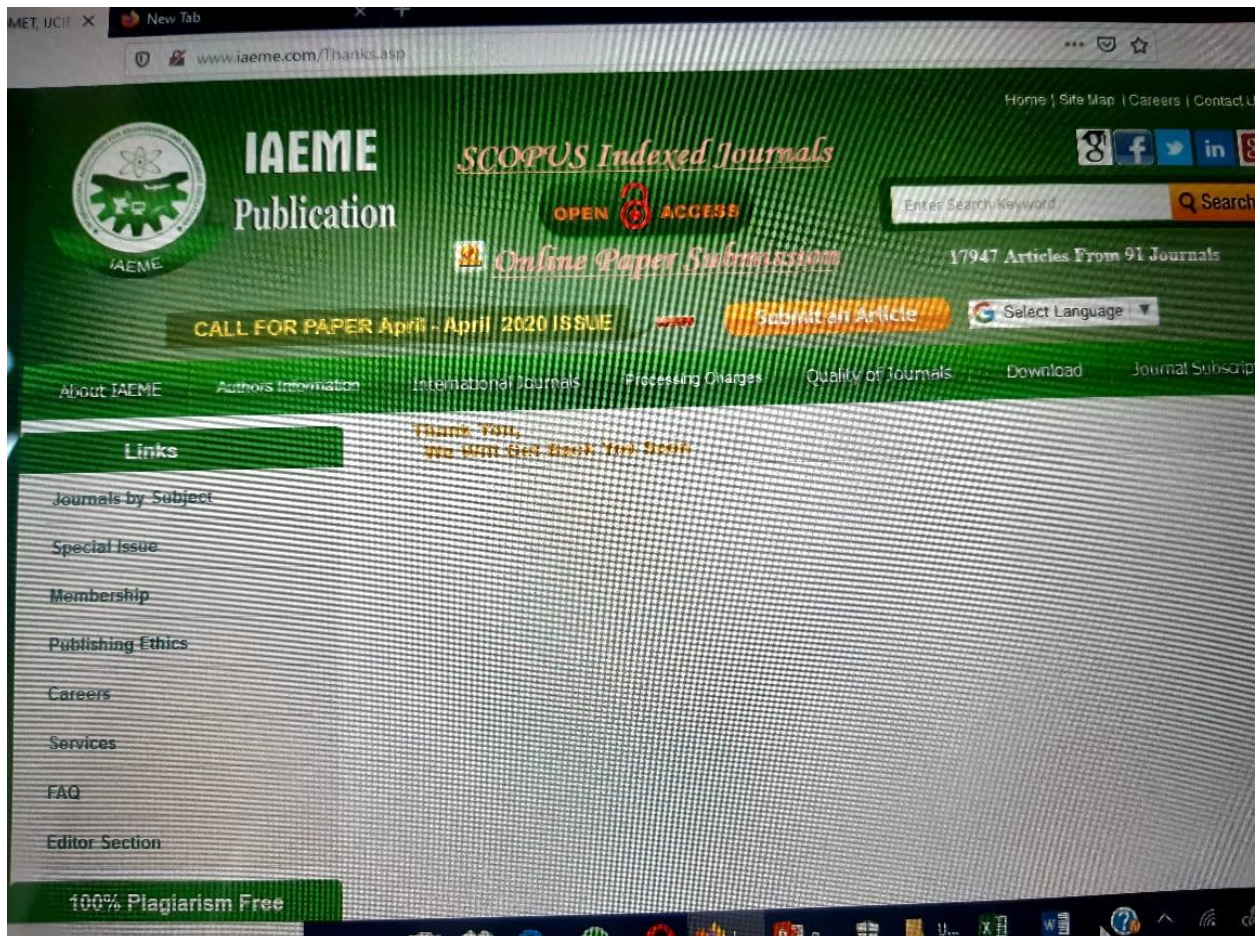 MET, IJCIE
New Tab
www.iaeme.com/Thanks.asp
Home | Site Map | Careers | Contact U
IAEME
Publication
IAEME
SCOPUS Indexed Journals
OPEN ACCESS
Online Paper Submission
Enter Search Keyword
Search
17947 Articles From 91 Journals
CALL FOR PAPER April - April 2020 ISSUE
Submit an Article
Select Language
About IAEME
Authors Information
International Journals
Processing Charges
Quality of Journals
Download
Journal Subscrip
Links
Thank You,
We Will Get Back You Soon
Journals by Subject
Special Issue
Membership
Publishing Ethics
Careers
Services
FAQ
Editor Section
100% Plagiarism Free